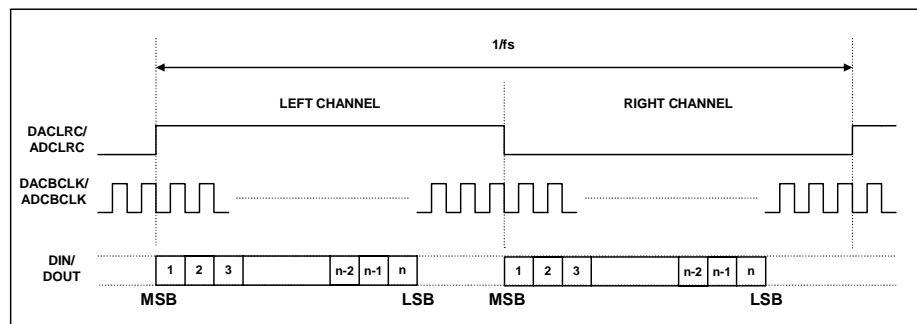 1/fs
LEFT CHANNEL
RIGHT CHANNEL
DACLRC/
ADCLRC
DACBCLK/
ADCBCLK
DIN/
DOUT
1 2 3 n-2 n-1 n 1 2 3 n-2 n-1 n
MSB LSB MSB LSB